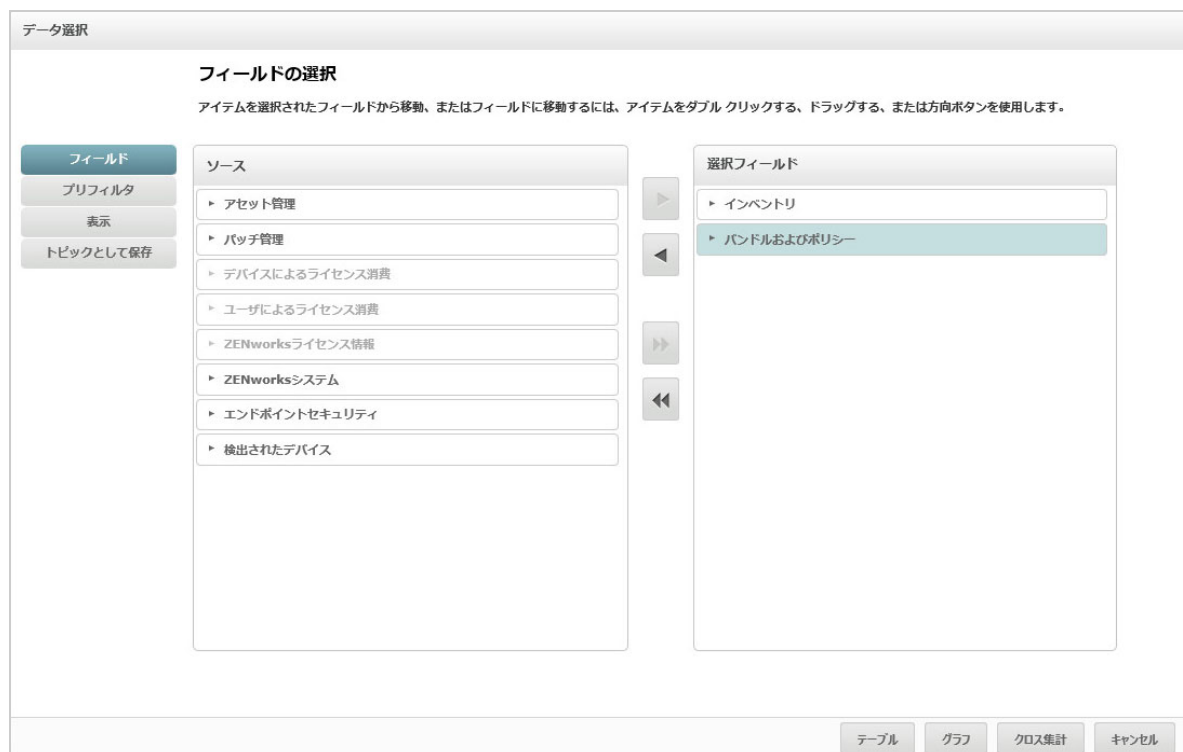 データ選択
フィールドの選択
アイテムを選択されたフィールドから移動、またはフィールドに移動するには、アイテムをダブル クリックする、ドラッグする、または方向ボタンを使用します。
フィールド
プリフィルタ
表示
トピックとして保存
ソース
アセット管理
パッチ管理
デバイスによるライセンス消費
ユーザによるライセンス消費
ZENworksライセンス情報
ZENworksシステム
エンドポイントセキュリティ
検出されたデバイス
選択フィールド
インベントリ
バンドルおよびポリシー
テーブル
グラフ
クロス集計
キャンセル